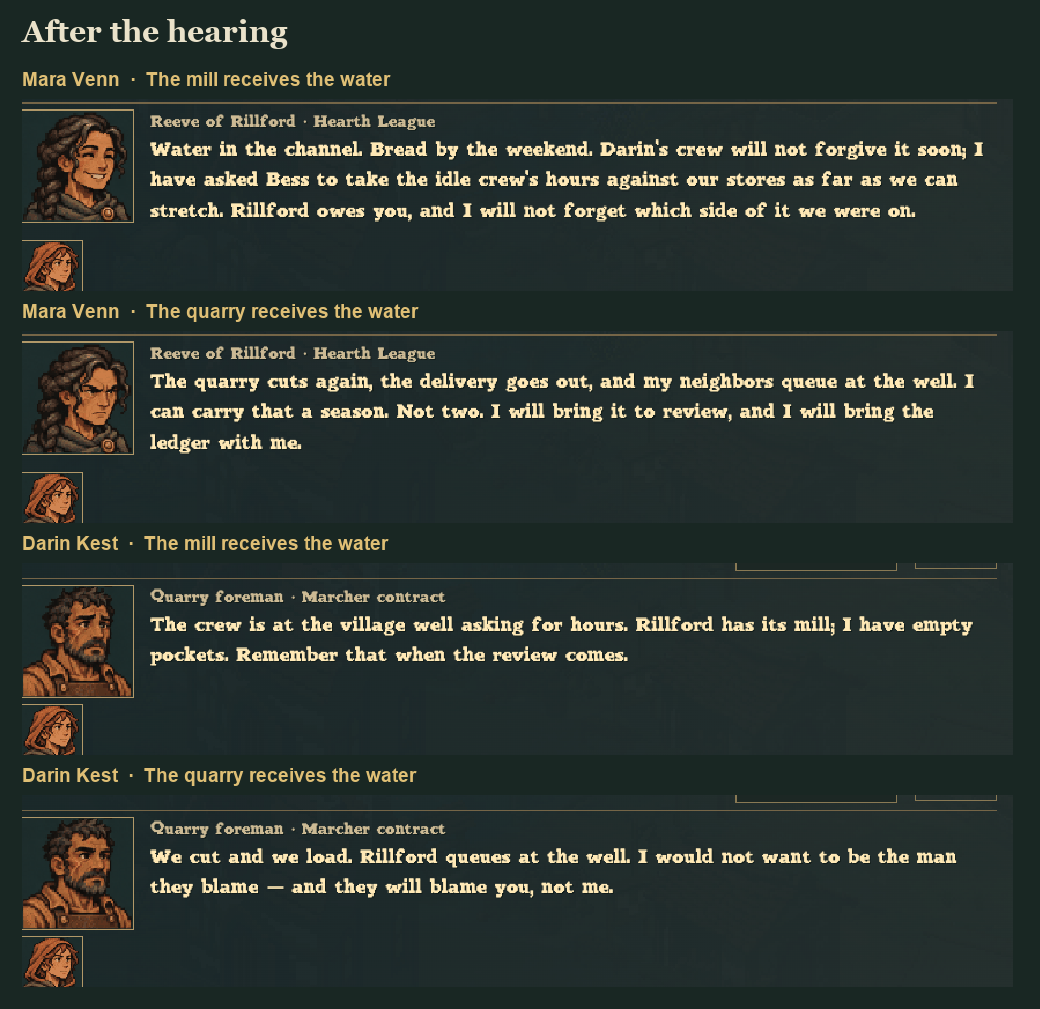 After the hearing
Mara Venn · The mill receives the water
Reeve of Rillford · Hearth League
Water in the channel. Bread by the weekend. Darin's crew will not forgive it soon; I
have asked Bess to take the idle crew's hours against our stores as far as we can
stretch. Rillford owes you, and I will not forget which side of it we were on.
Mara Venn · The quarry receives the water
Reeve of Rillford · Hearth League
The quarry cuts again, the delivery goes out, and my neighbors queue at the well. I
can carry that a season. Not two. I will bring it to review, and I will bring the
ledger with me.
Darin Kest · The mill receives the water
Quarry foreman · Marcher contract
The crew is at the village well asking for hours. Rillford has its mill; I have empty
pockets. Remember that when the review comes.
Darin Kest · The quarry receives the water
Quarry foreman · Marcher contract
We cut and we load. Rillford queues at the well. I would not want to be the man
they blame — and they will blame you, not me.